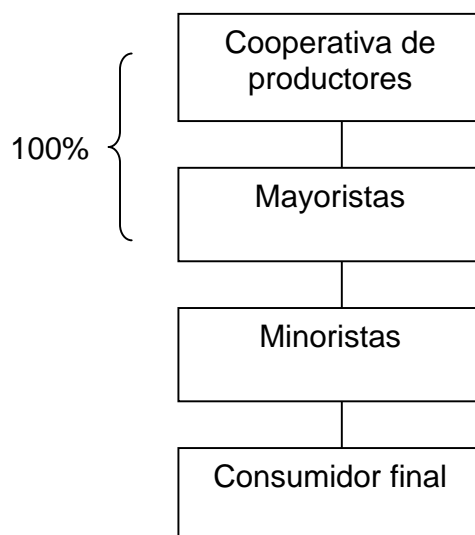 Cooperativa de
productores
100%
Mayoristas
Minoristas
Consumidor final